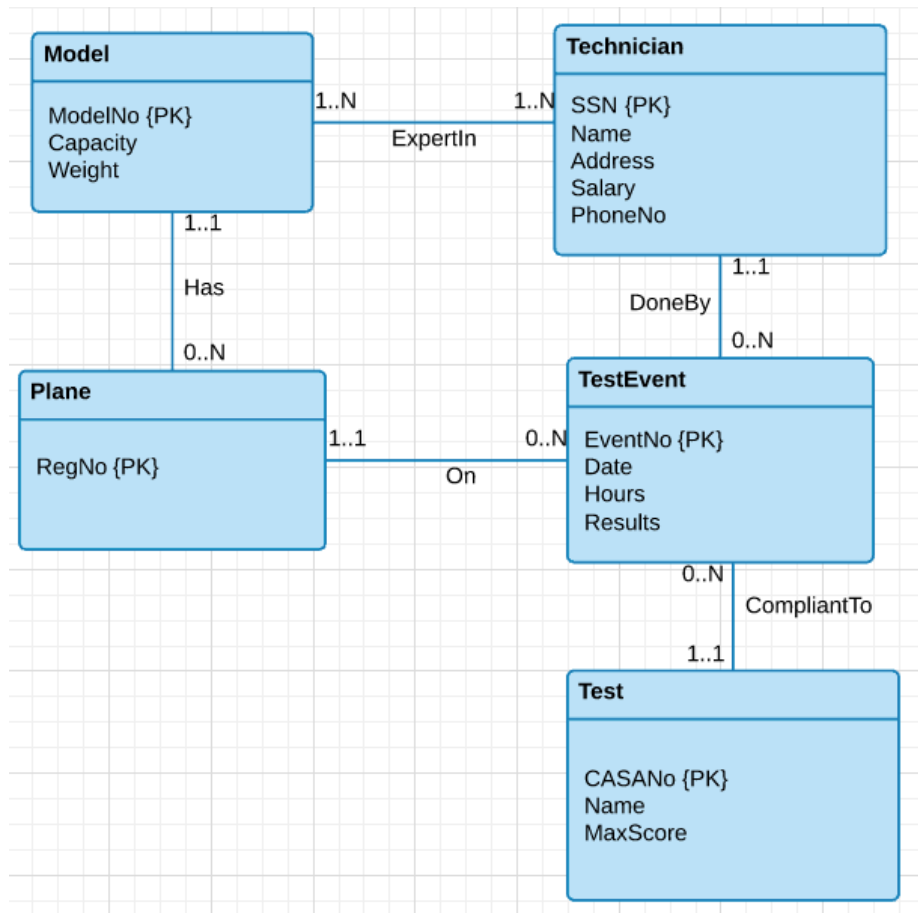 Model
ModelNo {PK}
Capacity
Weight
1..N
1..N
ExpertIn
Technician
SSN {PK}
Name
Address
Salary
PhoneNo
1..1
Has
0..N
1..1
DoneBy
0..N
Plane
RegNo {PK}
1..1
0..N
On
TestEvent
EventNo {PK}
Date
Hours
Results
0..N
CompliantTo
1..1
Test
CASANo {PK}
Name
MaxScore